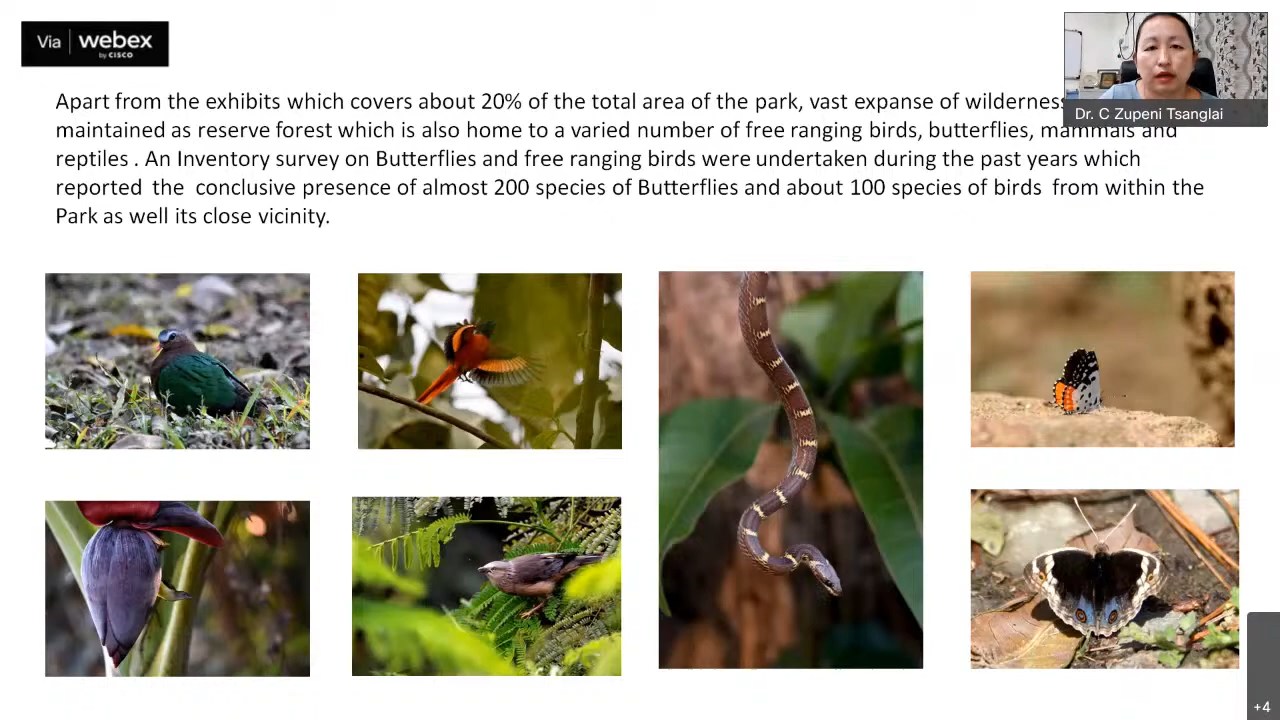 Via webex
by CISCO
Apart from the exhibits which covers about 20% of the total area of the park, vast expanse of wilderness
maintained as reserve forest which is also home to a varied number of free ranging birds, butterflies, mammals and
reptiles . An Inventory survey on Butterflies and free ranging birds were undertaken during the past years which
reported the conclusive presence of almost 200 species of Butterflies and about 100 species of birds from within the
Park as well its close vicinity.
Dr. C Zupeni Tsanglai
+4